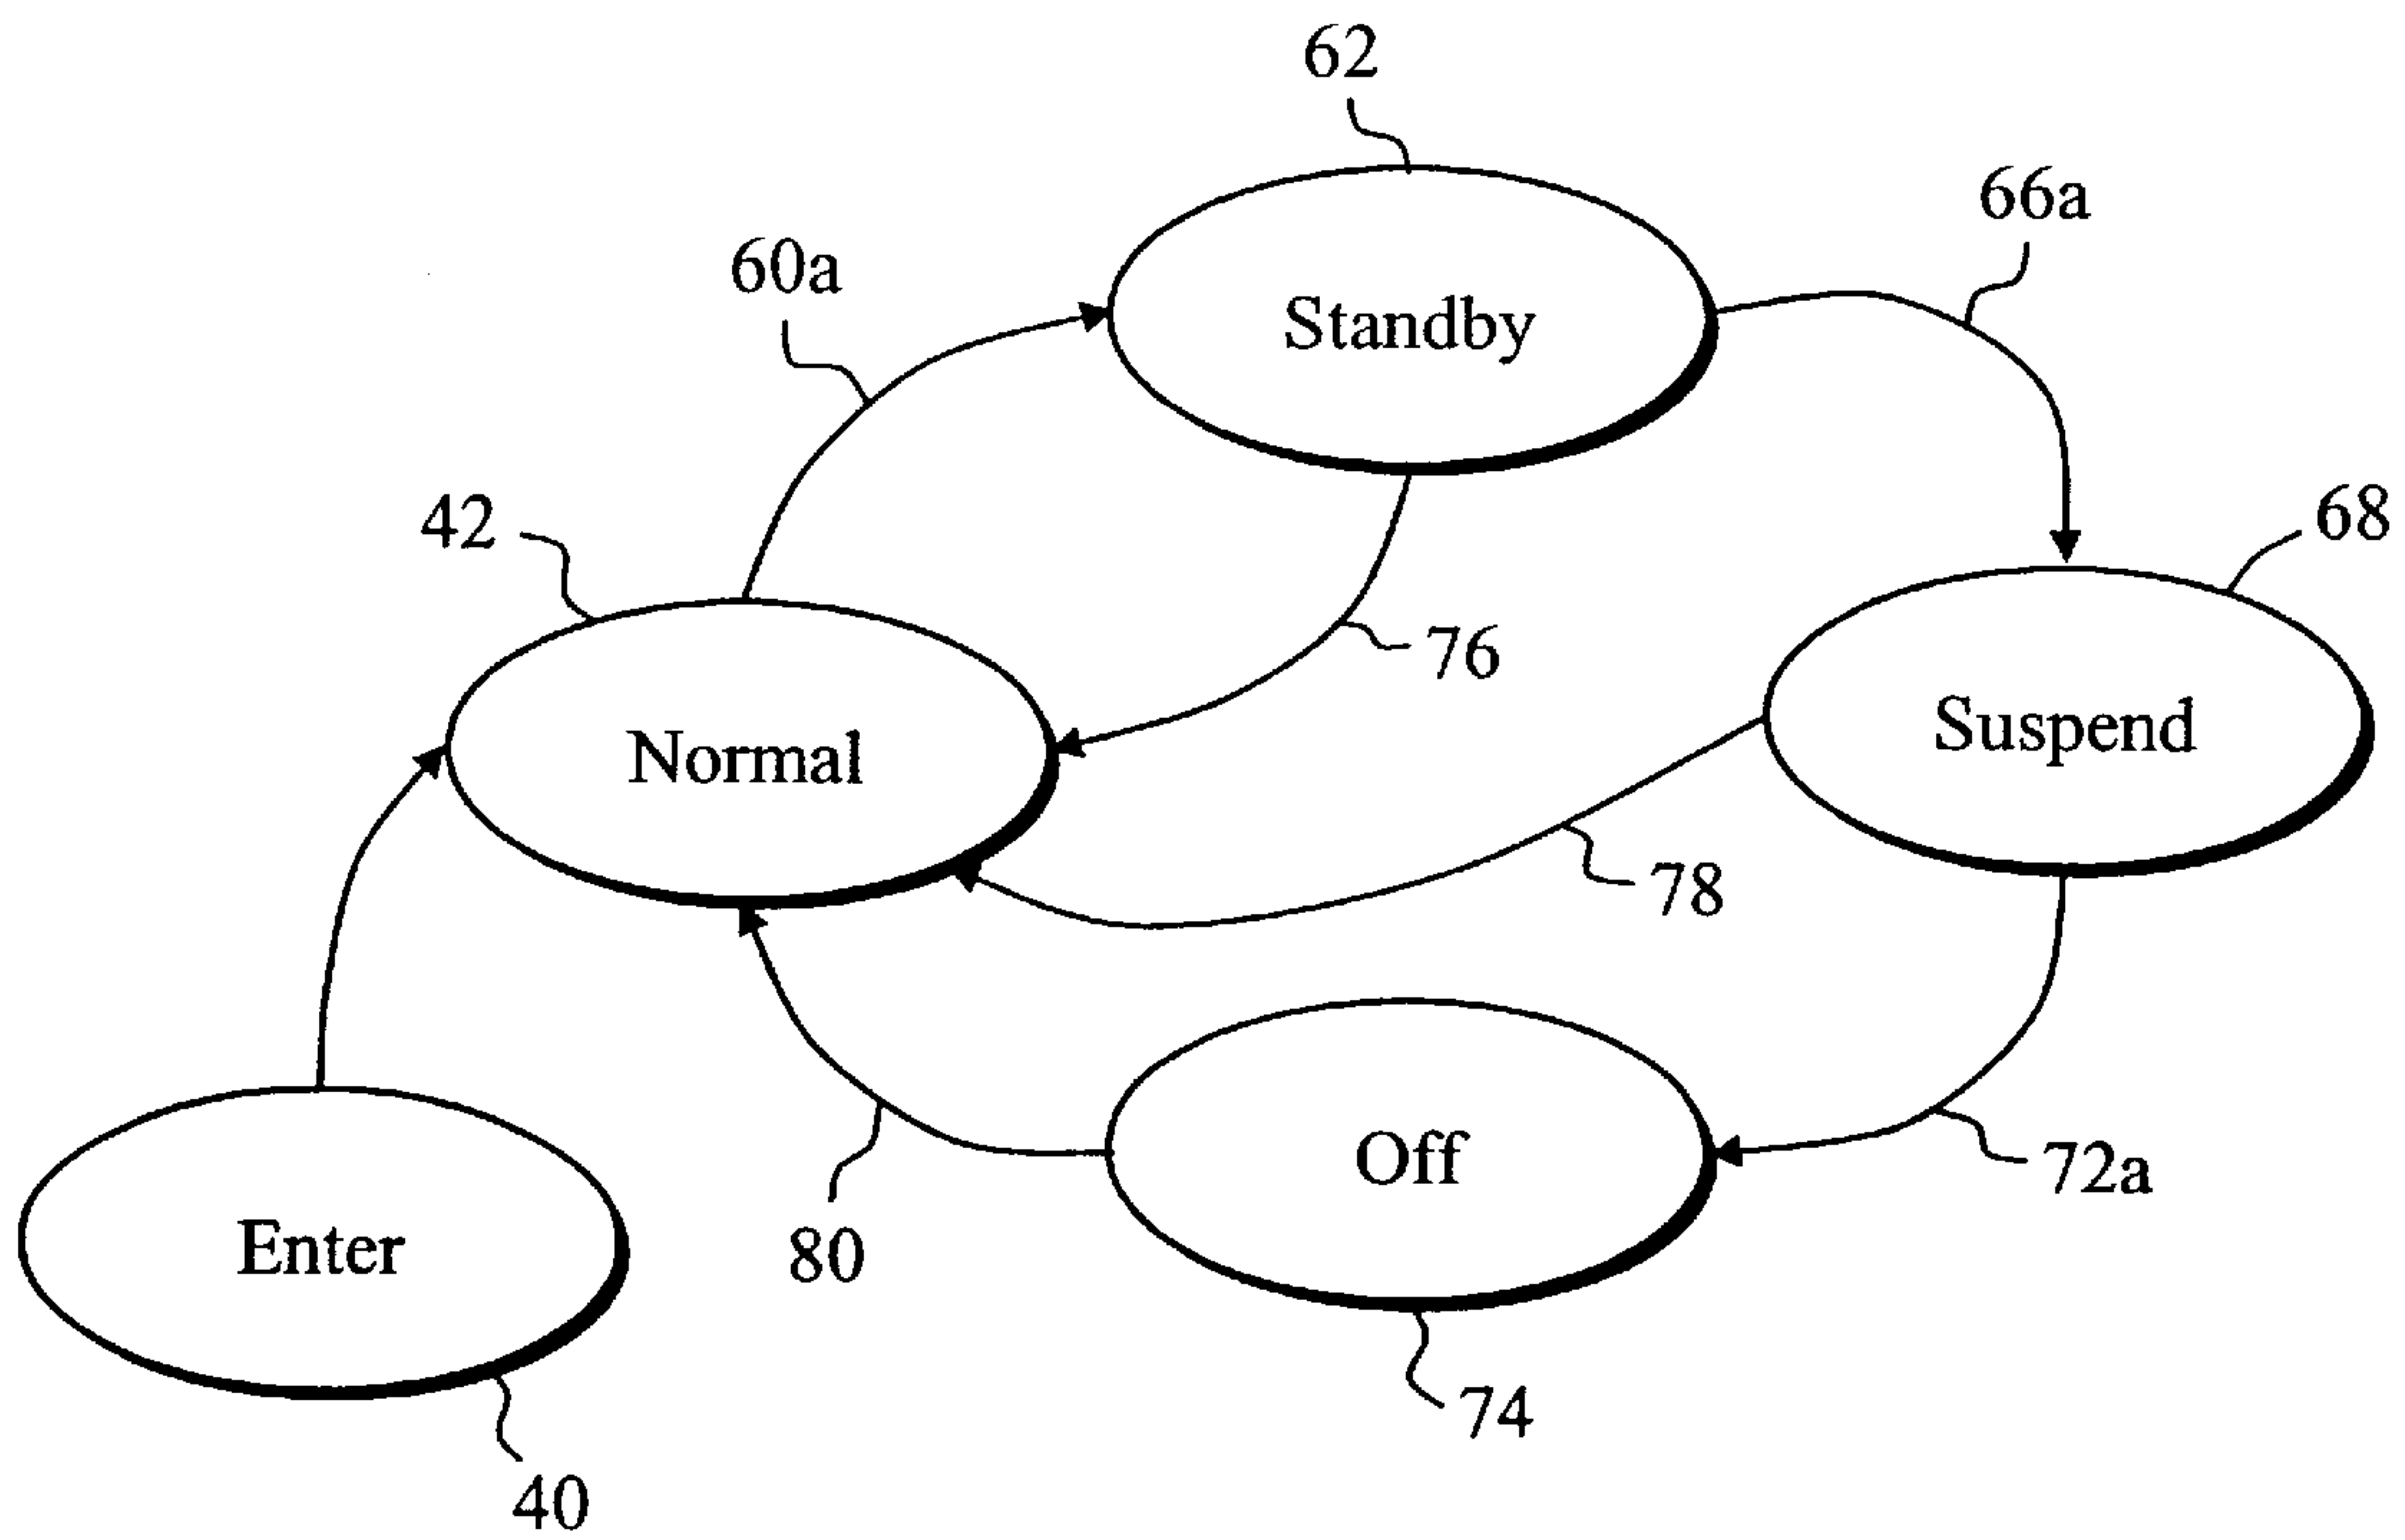 62
66a
60a
Standby
42
68
76
Suspend
Normal
78
Off
72a
Enter
80
74
40